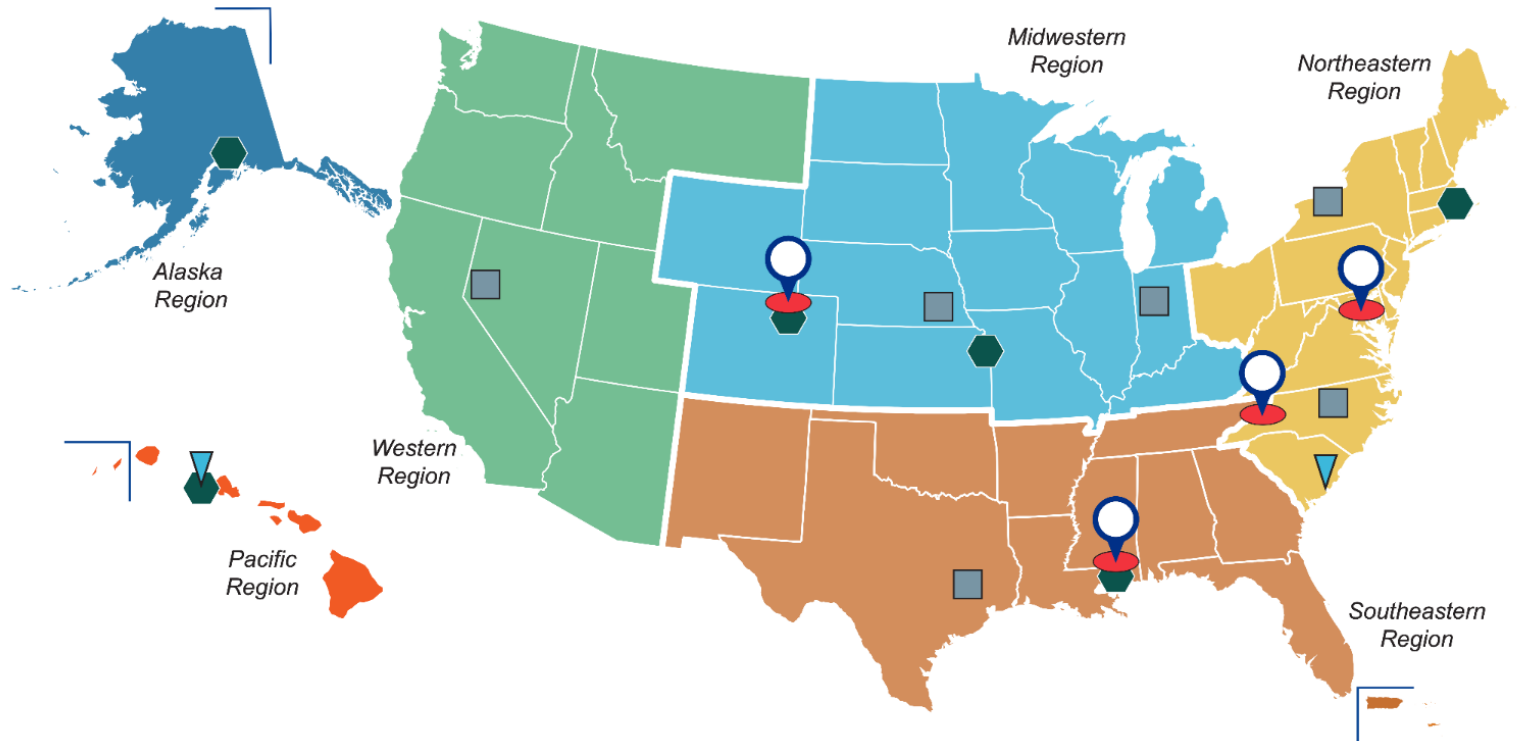 Midwestern
Region
Northeastern
Region
Alaska
Region
Western
Region
Pacific
Region
Southeastern
Region